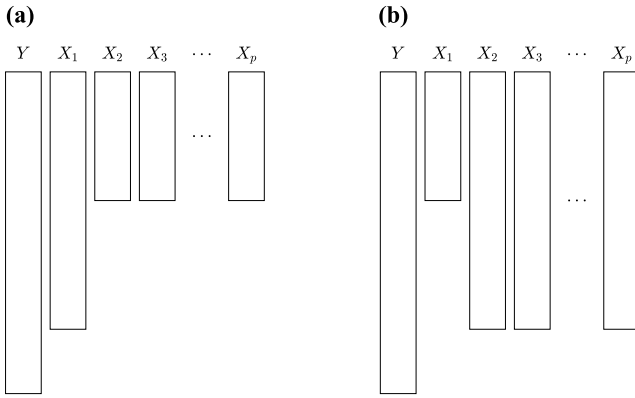 (a)
Y X₁ X₂ X₃ ⋯ Xₚ
⋯
(b)
Y X₁ X₂ X₃ ⋯ Xₚ
⋯